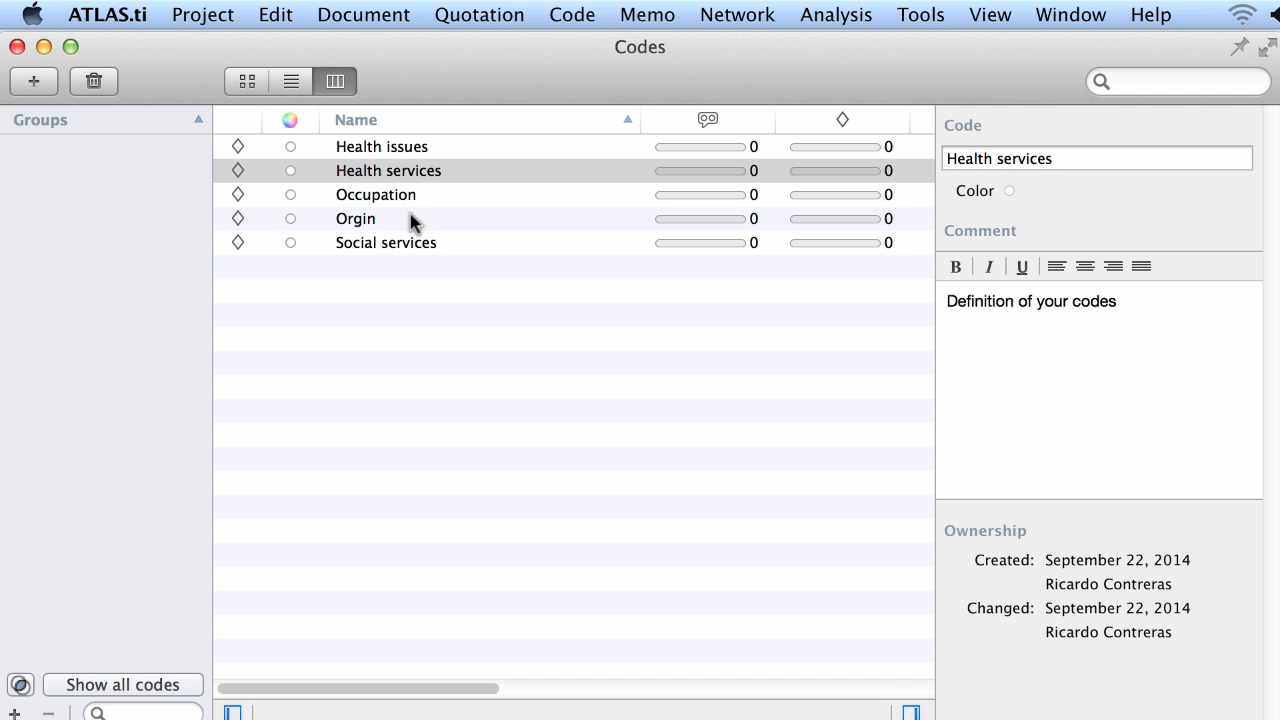 ATLAS.ti Project Edit Document Quotation Code Memo Network Analysis Tools View Window Help
Codes
Groups
Name
Health issues 0 0
Health services 0 0
Occupation 0 0
Orgin 0 0
Social services 0 0
Show all codes
Code
Health services
Color
Comment
B I U
Definition of your codes
Ownership
Created: September 22, 2014
Ricardo Contreras
Changed: September 22, 2014
Ricardo Contreras